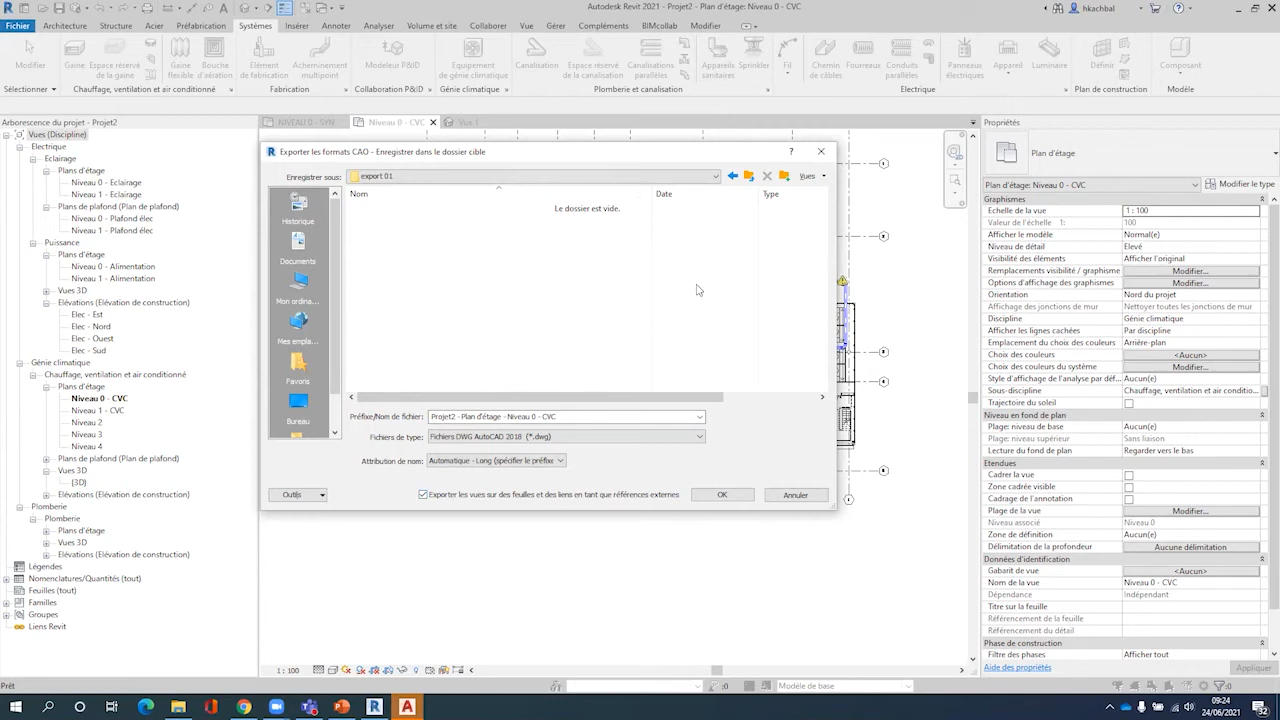 Autodesk Revit 2021 - Projet2 - Plan d'étage: Niveau 0 - CVC
hkachbal
Fichier Architecture Structure Acier Préfabrication Systèmes Insérer Annoter Analyser Volume et site Collaborer Vue Gérer Compléments BIMcollab Modifier
Modifier
Gaine
Espace réservé de la gaine
Gaine flexible
Bouche d'aération
Elément de fabrication
Acheminement multipoint
Modeleur P&ID
Equipement de génie climatique
Canalisation
Espace réservé de la canalisation
Canalisations parallèles
Appareils sanitaires
Sprinkler
Fil
Chemin de câbles
Fourreaux
Conduits parallèles
Panneaux électriques
Appareil
Luminaire
Définir
Composant
Sélectionner
Chauffage, ventilation et air conditionné
Fabrication
Collaboration P&ID
Génie climatique
Plomberie et canalisation
Electrique
Plan de construction
Modèle
Arborescence du projet - Projet2
Vues (Discipline)
Electrique
Eclairage
Plans d'étage
Niveau 0 - Eclairage
Niveau 1 - Eclairage
Plans de plafond (Plan de plafond)
Niveau 0 - Plafond élec
Niveau 1 - Plafond élec
Puissance
Plans d'étage
Niveau 0 - Alimentation
Niveau 1 - Alimentation
Vues 3D
Elévations (Elévation de construction)
Elec - Est
Elec - Nord
Elec - Ouest
Elec - Sud
Génie climatique
Chauffage, ventilation et air conditionné
Plans d'étage
Niveau 0 - CVC
Niveau 1 - CVC
Niveau 2
Niveau 3
Niveau 4
Plans de plafond (Plan de plafond)
Vues 3D
{3D}
Elévations (Elévation de construction)
Plomberie
Plomberie
Plans d'étage
Vues 3D
Elévations (Elévation de construction)
Légendes
Nomenclatures/Quantités (tout)
Feuilles (tout)
Familles
Groupes
Liens Revit
NIVEAU 0 - SYN
Niveau 0 - CVC
Vue 1
Exporter les formats CAO - Enregistrer dans le dossier cible
Enregistrer sous: export 01
Vues
Nom Date Type
Le dossier est vide.
Historique
Documents
Mon ordina...
Mes empla...
Favoris
Bureau
Préfixe/Nom de fichier: Projet2 - Plan d'étage - Niveau 0 - CVC
Fichiers de type: Fichiers DWG AutoCAD 2018 (*.dwg)
Attribution de nom: Automatique - Long (spécifier le préfixe
Outils
Exporter les vues sur des feuilles et des liens en tant que références externes
OK
Annuler
Propriétés
Plan d'étage
Plan d'étage: Niveau 0 - CVC
Modifier le type
Graphismes
Echelle de la vue 1 : 100
Valeur de l'échelle 1: 100
Afficher le modèle Normal(e)
Niveau de détail Elevé
Visibilité des éléments Afficher l'original
Remplacements visibilité / graphisme Modifier...
Options d'affichage des graphismes Modifier...
Orientation Nord du projet
Affichage des jonctions de mur Nettoyer toutes les jonctions de mur
Discipline Génie climatique
Afficher les lignes cachées Par discipline
Emplacement du choix des couleurs Arrière-plan
Choix des couleurs <Aucun>
Choix des couleurs du système Modifier...
Style d'affichage de l'analyse par déf... Aucun(e)
Sous-discipline Chauffage, ventilation et air conditio...
Trajectoire du soleil
Niveau en fond de plan
Plage: niveau de base Aucun(e)
Plage: niveau supérieur Sans liaison
Lecture du fond de plan Regarder vers le bas
Etendues
Cadrer la vue
Zone cadrée visible
Cadrage de l'annotation
Plage de la vue Modifier...
Niveau associé Niveau 0
Zone de définition Aucun(e)
Délimitation de la profondeur Aucune délimitation
Données d'identification
Gabarit de vue <Aucun>
Nom de la vue Niveau 0 - CVC
Dépendance Indépendant
Titre sur la feuille
Référence de la feuille
Référence du détail
Phase de construction
Filtre des phases Afficher tout
Aide des propriétés
Appliquer
1 : 100
Prêt
:0
Modèle de base
:0
09:24
24/06/2021